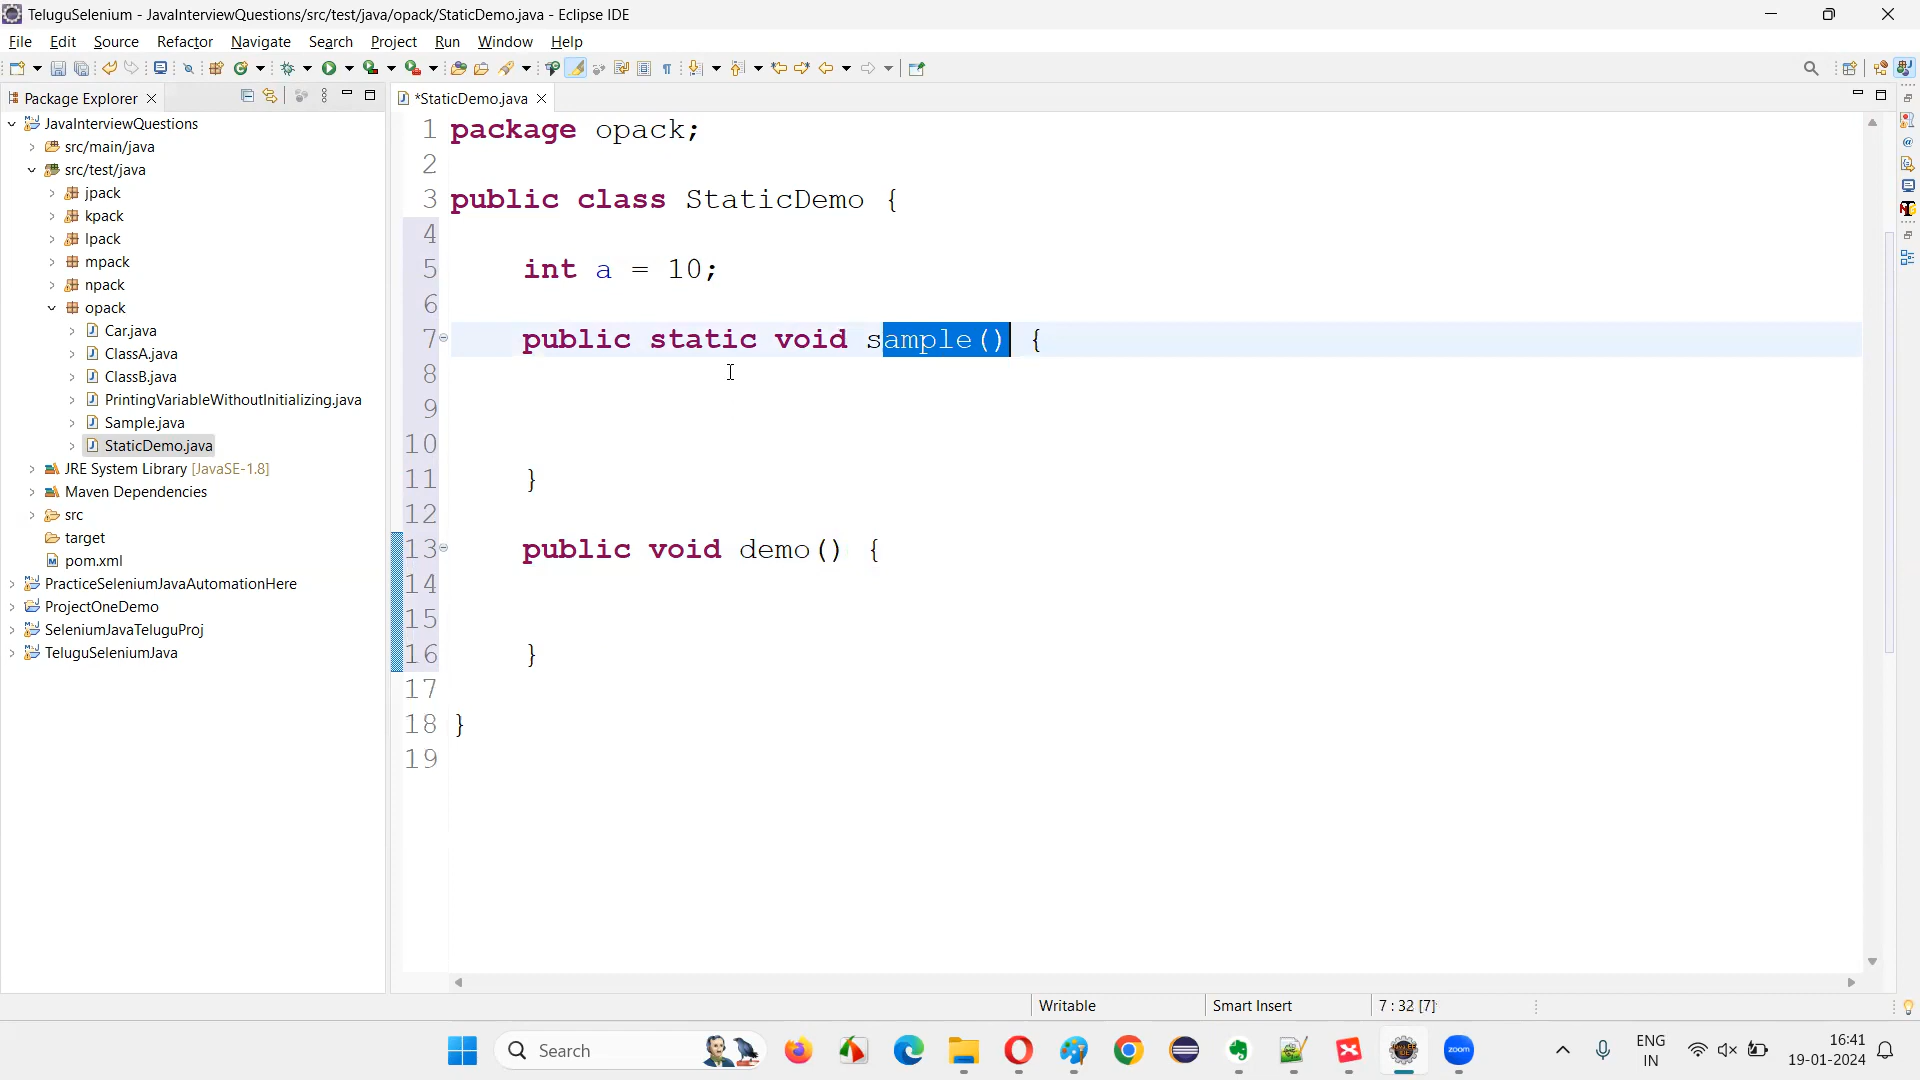 TeluguSelenium - JavaInterviewQuestions/src/test/java/opack/StaticDemo.java - Eclipse IDE
File Edit Source Refactor Navigate Search Project Run Window Help
Package Explorer
*StaticDemo.java
JavaInterviewQuestions
src/main/java
src/test/java
jpack
kpack
lpack
mpack
npack
opack
Car.java
ClassA.java
ClassB.java
PrintingVariableWithoutInitializing.java
Sample.java
StaticDemo.java
JRE System Library [JavaSE-1.8]
Maven Dependencies
src
target
pom.xml
PracticeSeleniumJavaAutomationHere
ProjectOneDemo
SeleniumJavaTeluguProj
TeluguSeleniumJava
1 package opack;
2
3 public class StaticDemo {
4
5 int a = 10;
6
7 public static void sample() {
8
9
10
11 }
12
13 public void demo() {
14
15
16 }
17
18 }
19
Writable Smart Insert 7 : 32 [7]
Search
zoom
ENG
IN
16:41
19-01-2024